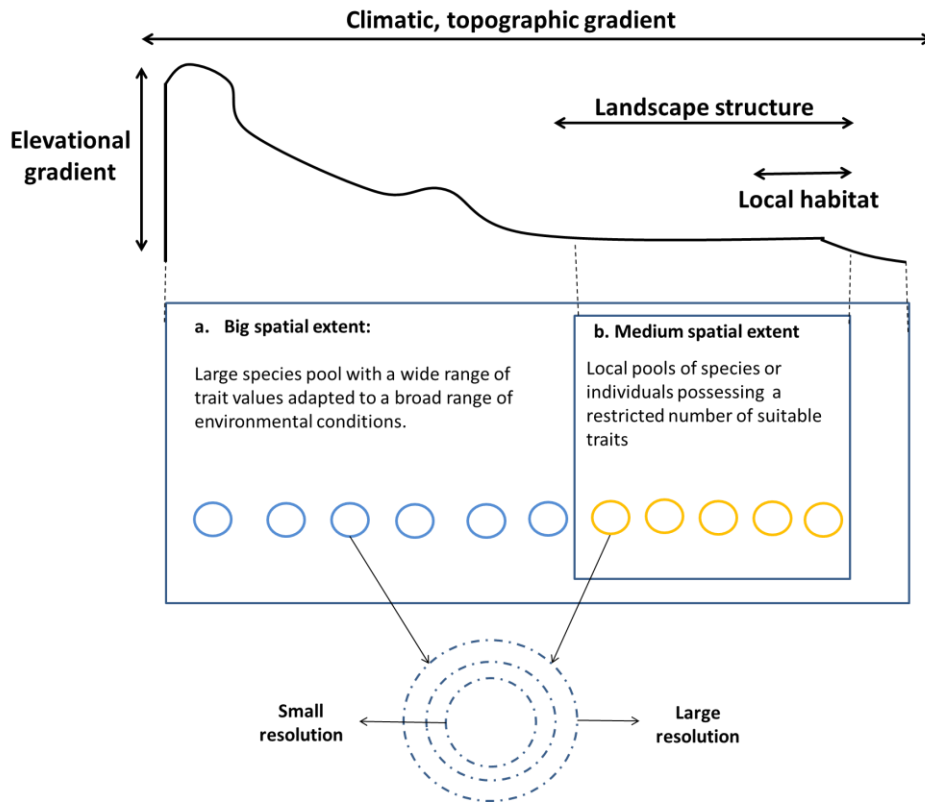 Climatic, topographic gradient
Landscape structure
Elevational
gradient
Local habitat
a. Big spatial extent:
Large species pool with a wide range of
trait values adapted to a broad range of
environmental conditions.
b. Medium spatial extent
Local pools of species or
individuals possessing a
restricted number of suitable
traits
Small
resolution
Large
resolution